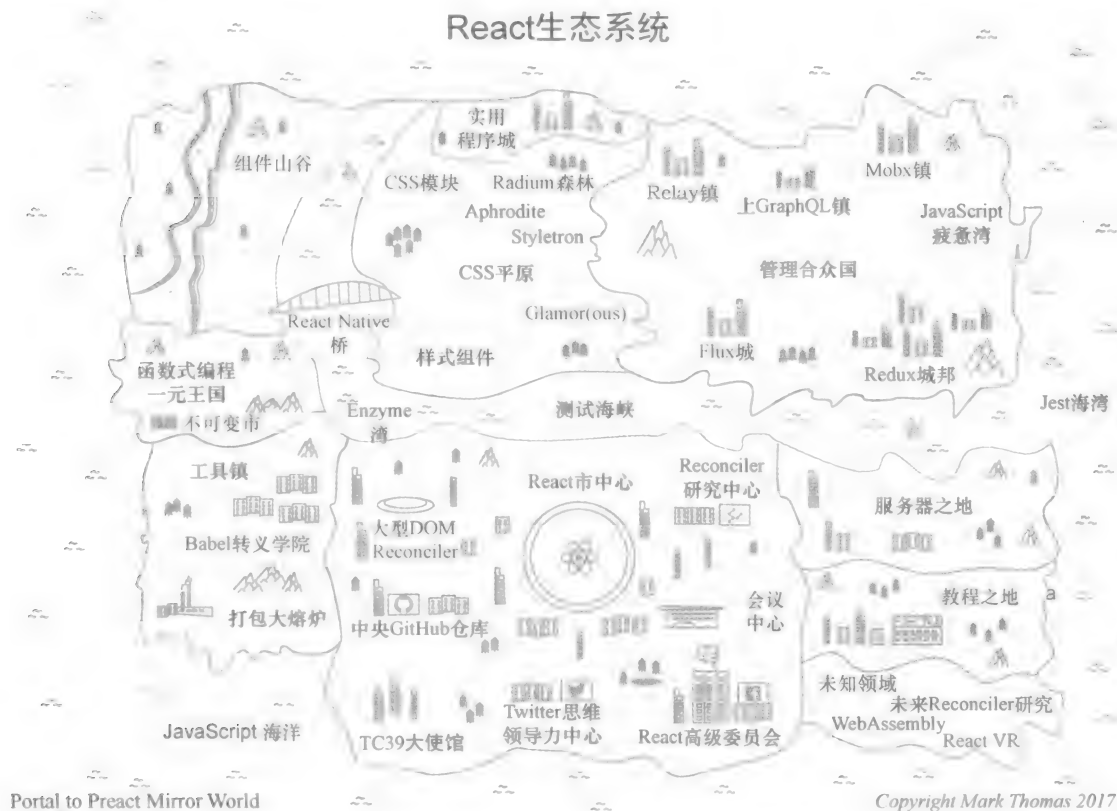 React生态系统
实用
程序城
组件山谷
CSS模块
Radium森林
Aphrodite
Styletron
CSS平原
Glamor(ous)
React Native
桥
样式组件
Relay镇
上GraphQL镇
Mobx镇
JavaScript
疲惫湾
管理合众国
Flux城
Redux城邦
函数式编程
一元王国
不可变市
Enzyme
湾
测试海峡
Jest海湾
工具镇
Babel转义学院
打包大熔炉
React市中心
Reconciler
研究中心
大型DOM
Reconciler
中央GitHub仓库
会议
中心
TC39大使馆
Twitter思维
领导力中心
React高级委员会
服务器之地
教程之地
a
未知领域
未来Reconciler研究
WebAssembly
React VR
JavaScript 海洋
Portal to Preact Mirror World
Copyright Mark Thomas 2017